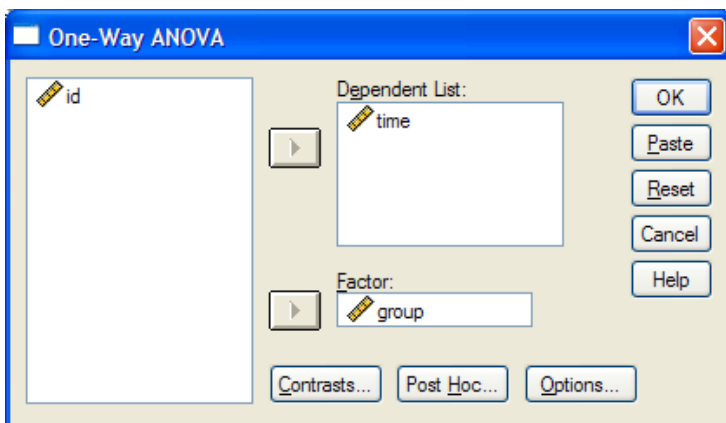 One-Way ANOVA
id
Dependent List:
time
Factor:
group
OK
Paste
Reset
Cancel
Help
Contrasts...
Post Hoc...
Options...